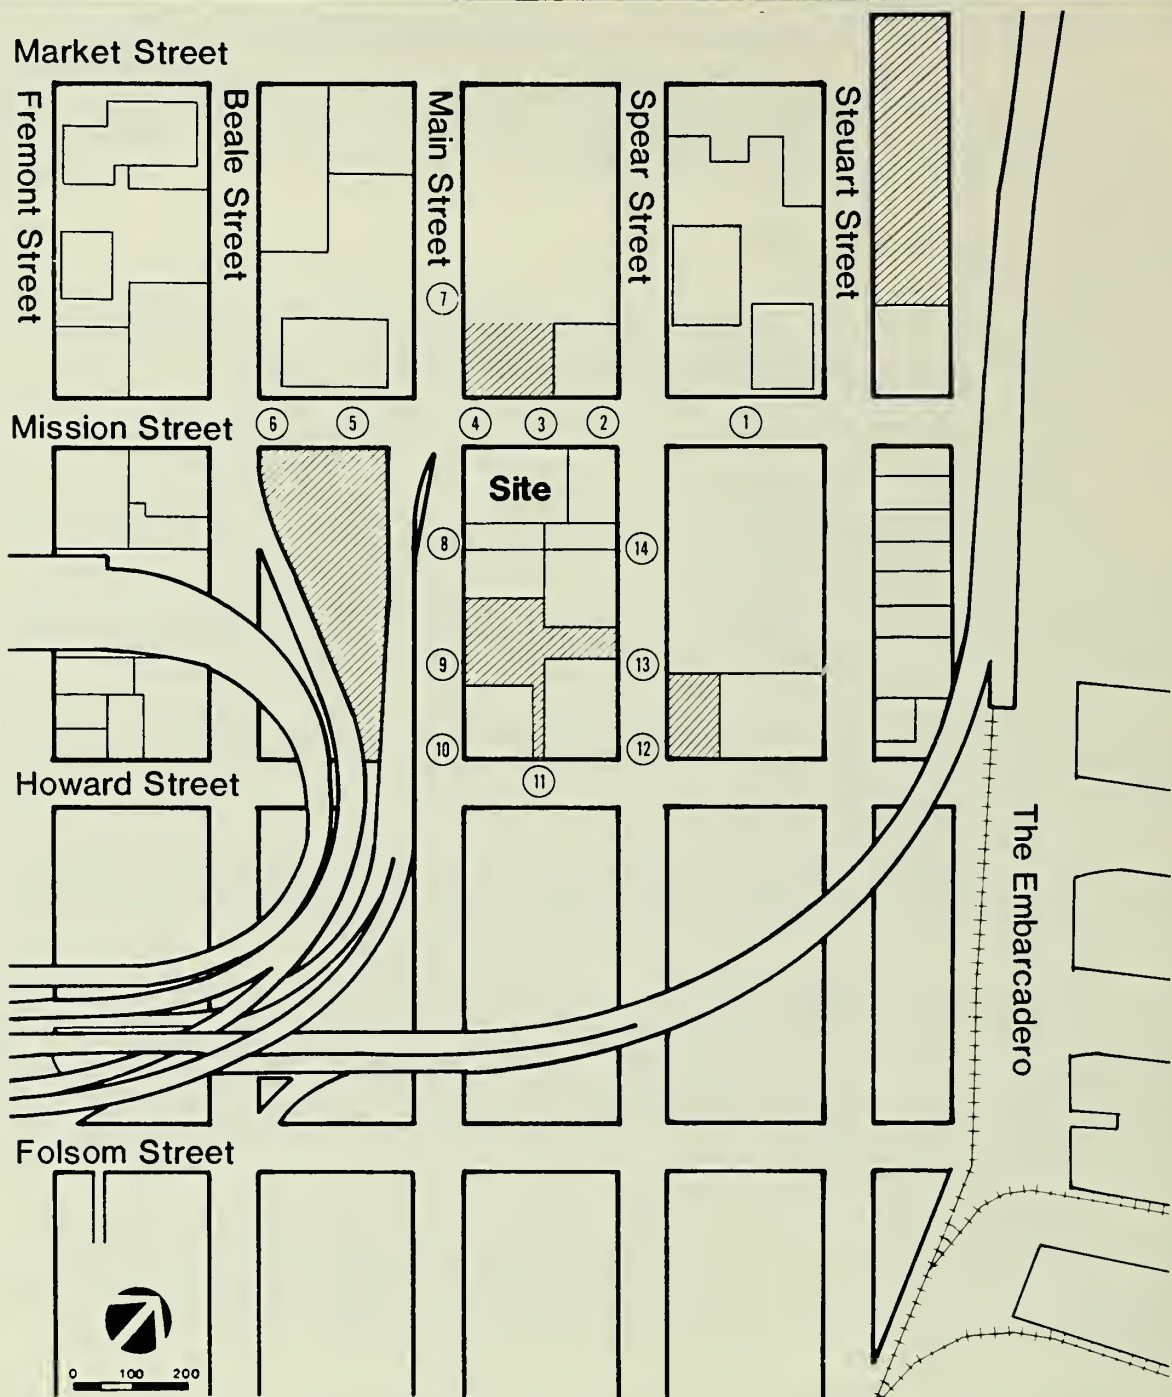 Market Street
Fremont Street
Beale Street
Main Street
Spear Street
Steuart Street
7
Mission Street
6
5
4
3
2
1
Site
8
14
9
13
10
12
11
Howard Street
The Embarcadero
Folsom Street
0 100 200